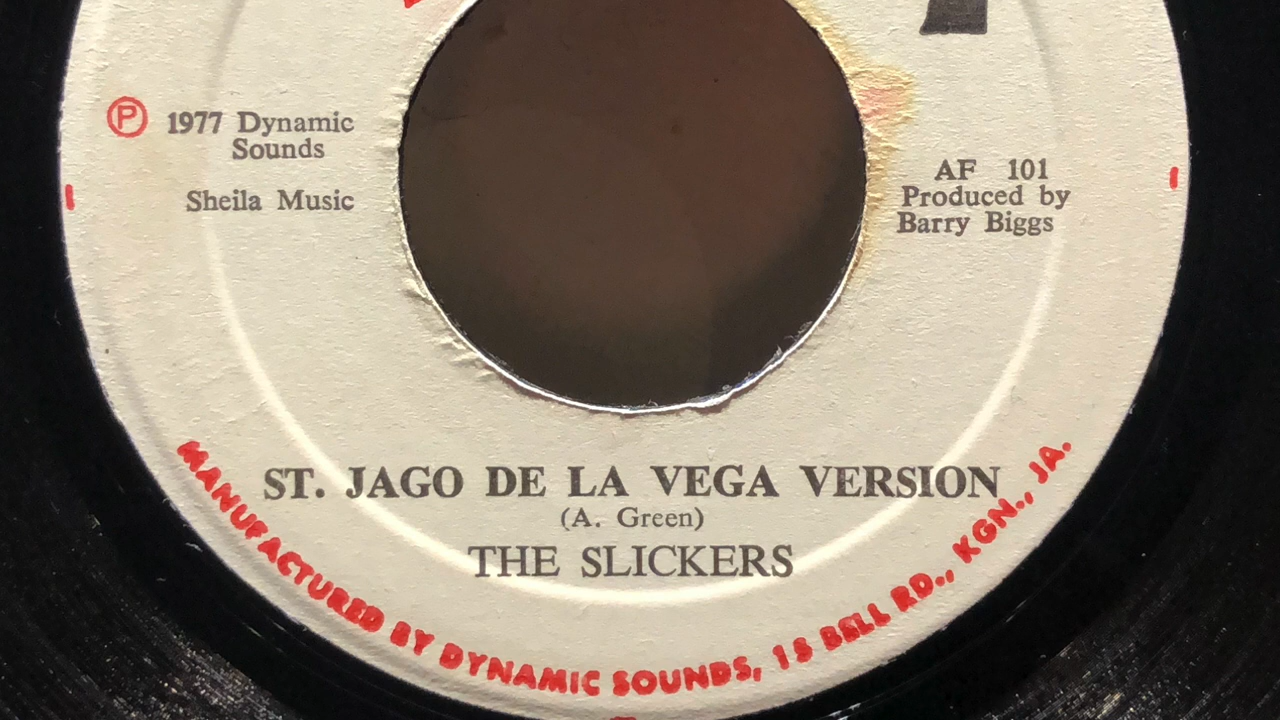 ℗ 1977 Dynamic
Sounds
Sheila Music
AF 101
Produced by
Barry Biggs
ST. JAGO DE LA VEGA VERSION
(A. Green)
THE SLICKERS
MANUFACTURED BY DYNAMIC SOUNDS, 15 BELL RD., KGN., JA.